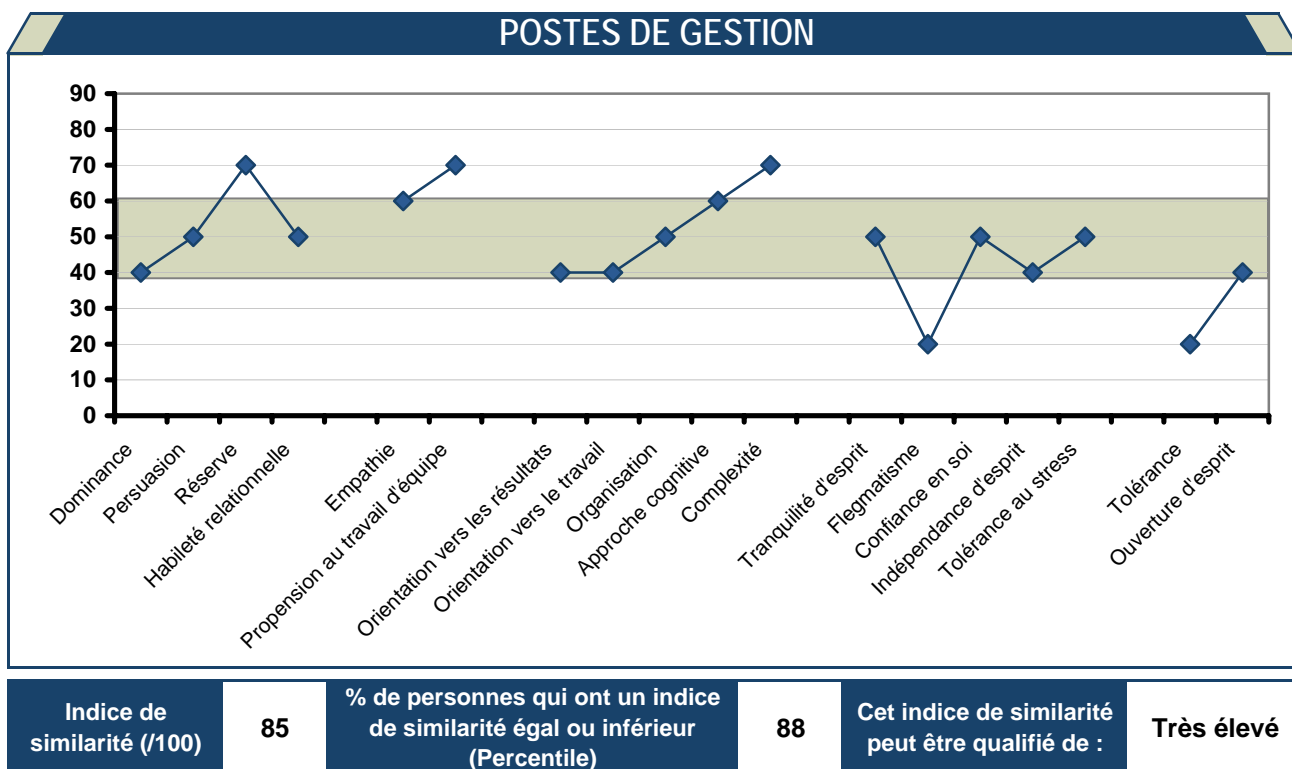 POSTES DE GESTION
90
80
70
60
50
40
30
20
10
0
Dominance
Persuasion
Réserve
Habileté relationnelle
Empathie
Propension au travail d'équipe
Orientation vers les résultats
Orientation vers le travail
Organisation
Approche cognitive
Complexité
Tranquilité d'esprit
Flegmatisme
Confiance en soi
Indépendance d'esprit
Tolérance au stress
Tolérance
Ouverture d'esprit
Indice de
similarité (/100)
85
% de personnes qui ont un indice
de similarité égal ou inférieur
(Percentile)
88
Cet indice de similarité
peut être qualifié de :
Très élevé